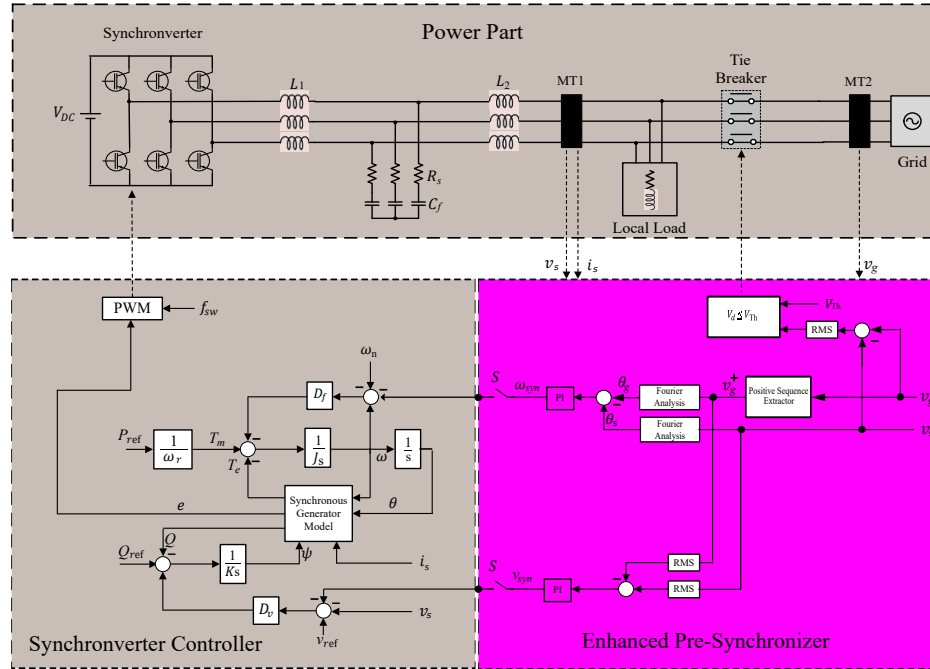 Power Part
Synchronverter
V_DC
L_1
L_2
MT1
Tie
Breaker
MT2
R_s
C_f
Local Load
Grid
v_s
i_s
v_g
PWM
f_sw
V_Th
RMS
ω_n
D_f
S
ω_syn
PI
θ_g
θ_s
Fourier
Analysis
Fourier
Analysis
v_g^+
Positive Sequence
Extractor
P_ref
1
ω_r
T_m
T_e
1
J_s
ω
1
s
Synchronous
Generator
Model
θ
e
Q
Q_ref
1
Ks
ψ
i_s
S
v_syn
PI
RMS
RMS
D_v
v_s
v_ref
Synchronverter Controller
Enhanced Pre-Synchronizer